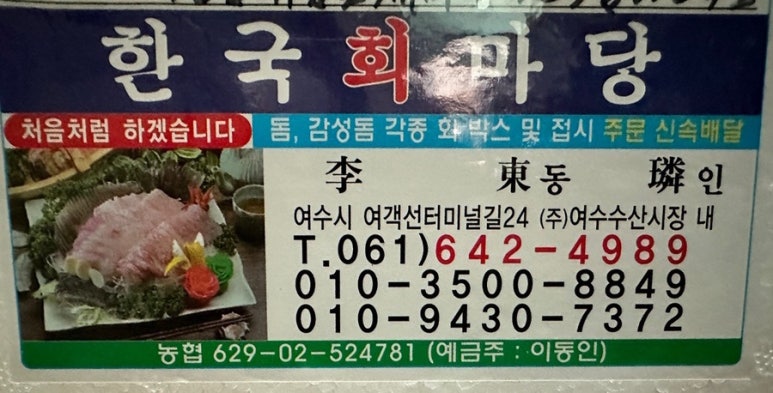 한국회마당
처음처럼 하겠습니다
돔, 감성돔 각종 화 박스 및 접시 주문 신속배달
李 東동 璘인
여수시 여객선터미널길24 (주)여수수산시장 내
T.061)642-4989
010-3500-8849
010-9430-7372
농협 629-02-524781 (예금주 : 이동인)